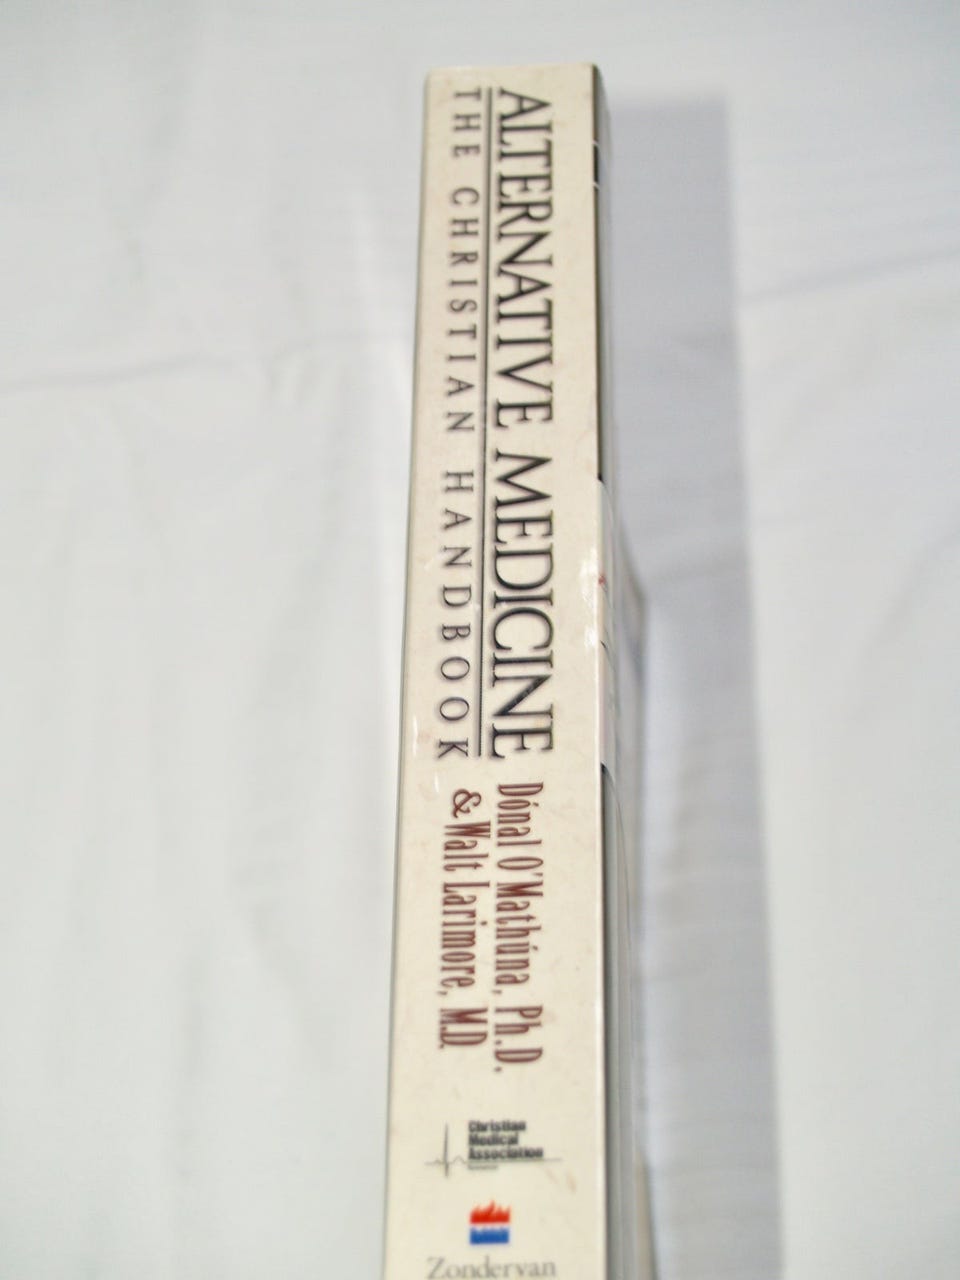 ALTERNATIVE MEDICINE
THE CHRISTIAN HANDBOOK
Dónal O'Mathúna, Ph.D.
& Walt Larimore, M.D.
Christian
Medical
Association
Zondervan